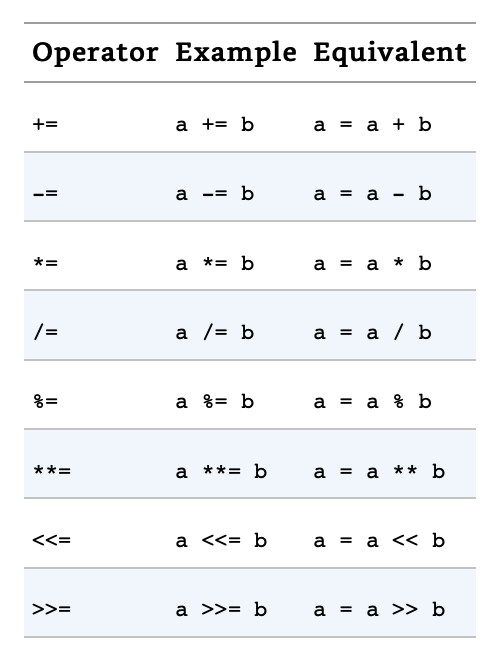 Operator Example Equivalent
+= a += b a = a + b
-= a -= b a = a - b
*= a *= b a = a * b
/= a /= b a = a / b
%= a %= b a = a % b
**= a **= b a = a ** b
<<= a <<= b a = a << b
>>= a >>= b a = a >> b